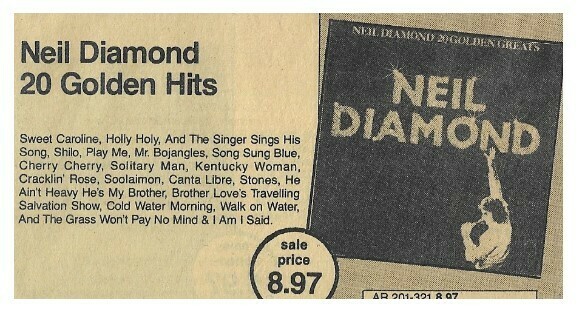 Neil Diamond
20 Golden Hits
Sweet Caroline, Holly Holy, And The Singer Sings His
Song, Shilo, Play Me, Mr. Bojangles, Song Sung Blue,
Cherry Cherry, Solitary Man, Kentucky Woman,
Cracklin' Rose, Soolaimon, Canta Libre, Stones, He
Ain't Heavy He's My Brother, Brother Love's Travelling
Salvation Show, Cold Water Morning, Walk on Water,
And The Grass Won't Pay No Mind & I Am I Said.
NEIL DIAMOND 20 GOLDEN GREATS
NEIL
DIAMOND
sale
price
8.97
AR 201-321 8.97